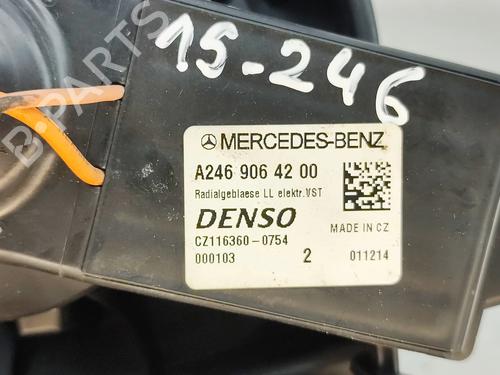 15-246
B-PARTS
MERCEDES-BENZ
A246 906 42 00
Radialgeblaese LL elektr.VST
DENSO
MADE IN CZ
CZ116360-0754
000103 2 011214